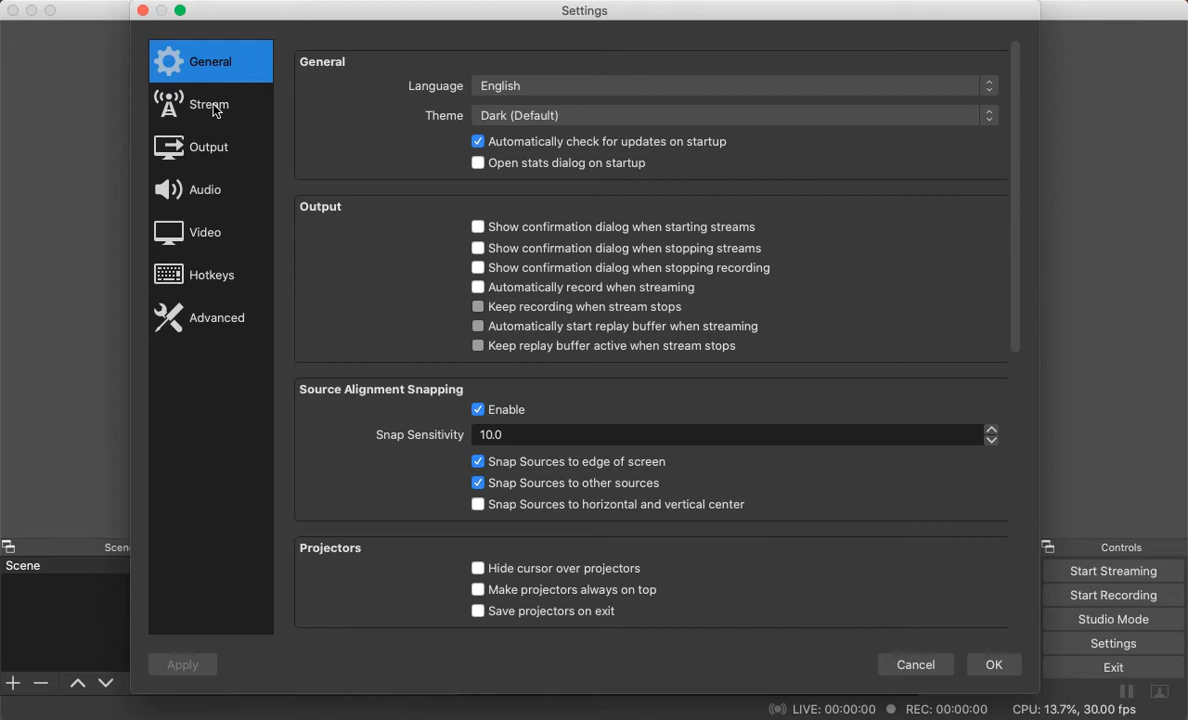 Settings
General
Stream
Output
Audio
Video
Hotkeys
Advanced
General
Language English
Theme Dark (Default)
Automatically check for updates on startup
Open stats dialog on startup
Output
Show confirmation dialog when starting streams
Show confirmation dialog when stopping streams
Show confirmation dialog when stopping recording
Automatically record when streaming
Keep recording when stream stops
Automatically start replay buffer when streaming
Keep replay buffer active when stream stops
Source Alignment Snapping
Enable
Snap Sensitivity 10.0
Snap Sources to edge of screen
Snap Sources to other sources
Snap Sources to horizontal and vertical center
Projectors
Hide cursor over projectors
Make projectors always on top
Save projectors on exit
Apply Cancel OK
Scen
Scene
Controls
Start Streaming
Start Recording
Studio Mode
Settings
Exit
LIVE: 00:00:00 REC: 00:00:00 CPU: 13.7%, 30.00 fps